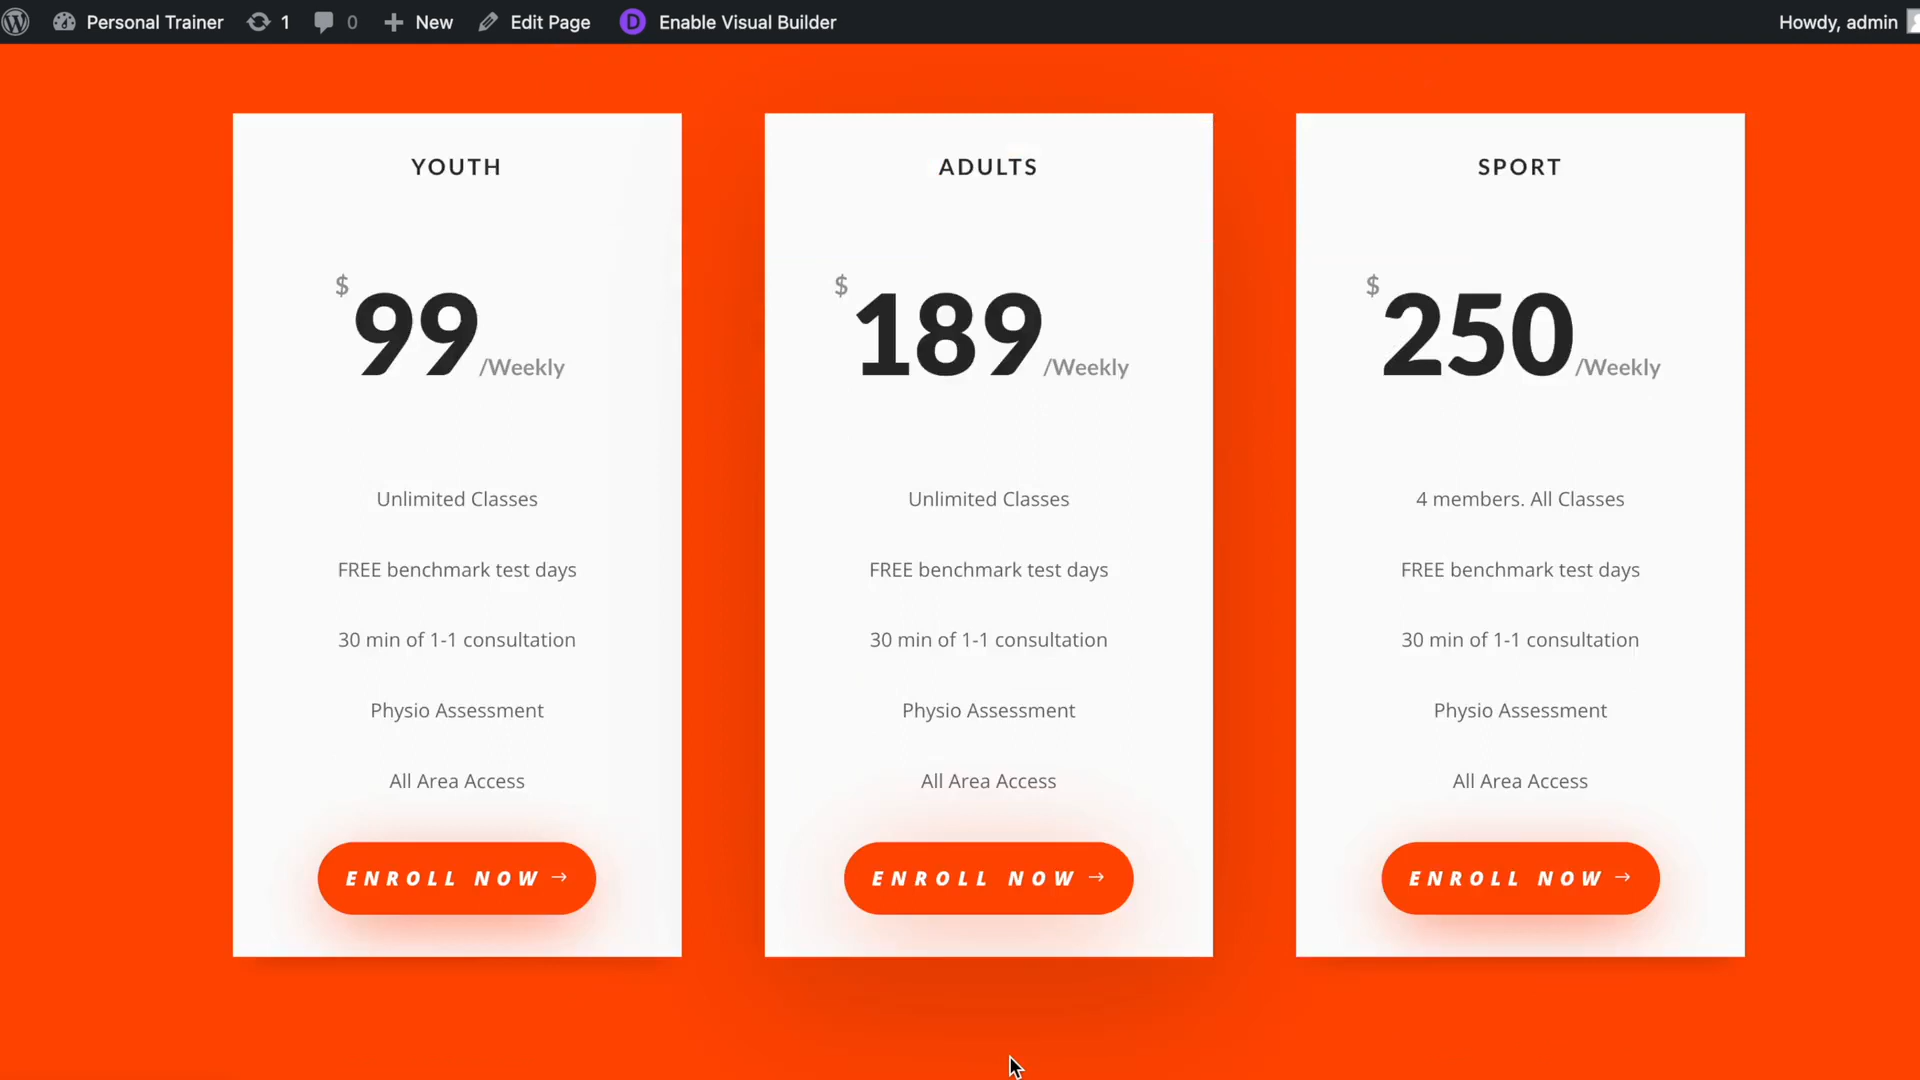 Personal Trainer 1 0 New Edit Page D Enable Visual Builder Howdy, admin
YOUTH
$99/Weekly
Unlimited Classes
FREE benchmark test days
30 min of 1-1 consultation
Physio Assessment
All Area Access
ENROLL NOW →
ADULTS
$189/Weekly
Unlimited Classes
FREE benchmark test days
30 min of 1-1 consultation
Physio Assessment
All Area Access
ENROLL NOW →
SPORT
$250/Weekly
4 members. All Classes
FREE benchmark test days
30 min of 1-1 consultation
Physio Assessment
All Area Access
ENROLL NOW →